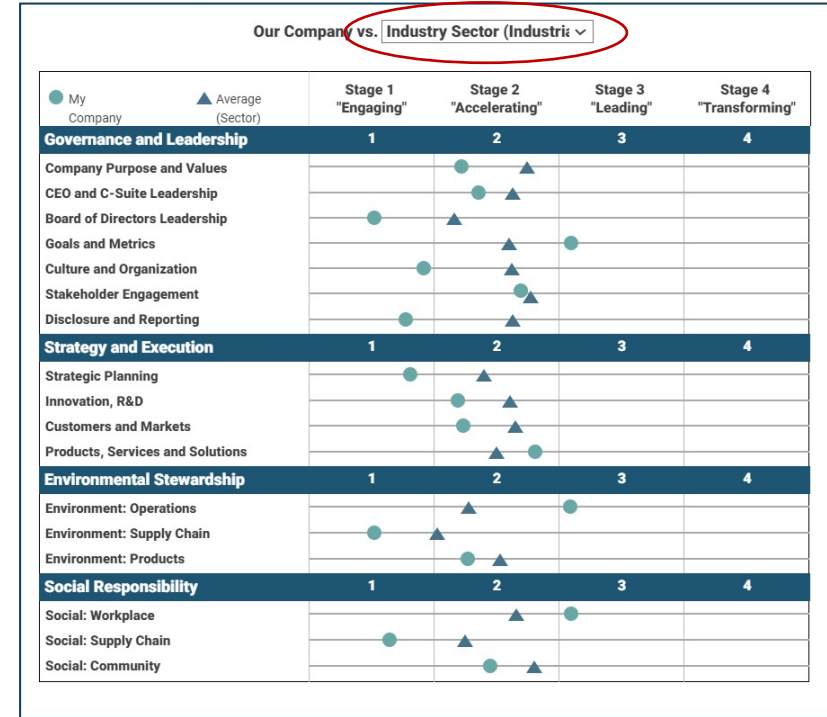 Our Company vs. Industry Sector (Industria
My Company
Average (Sector)
Stage 1 "Engaging"
Stage 2 "Accelerating"
Stage 3 "Leading"
Stage 4 "Transforming"
Governance and Leadership 1 2 3 4
Company Purpose and Values
CEO and C-Suite Leadership
Board of Directors Leadership
Goals and Metrics
Culture and Organization
Stakeholder Engagement
Disclosure and Reporting
Strategy and Execution 1 2 3 4
Strategic Planning
Innovation, R&D
Customers and Markets
Products, Services and Solutions
Environmental Stewardship 1 2 3 4
Environment: Operations
Environment: Supply Chain
Environment: Products
Social Responsibility 1 2 3 4
Social: Workplace
Social: Supply Chain
Social: Community